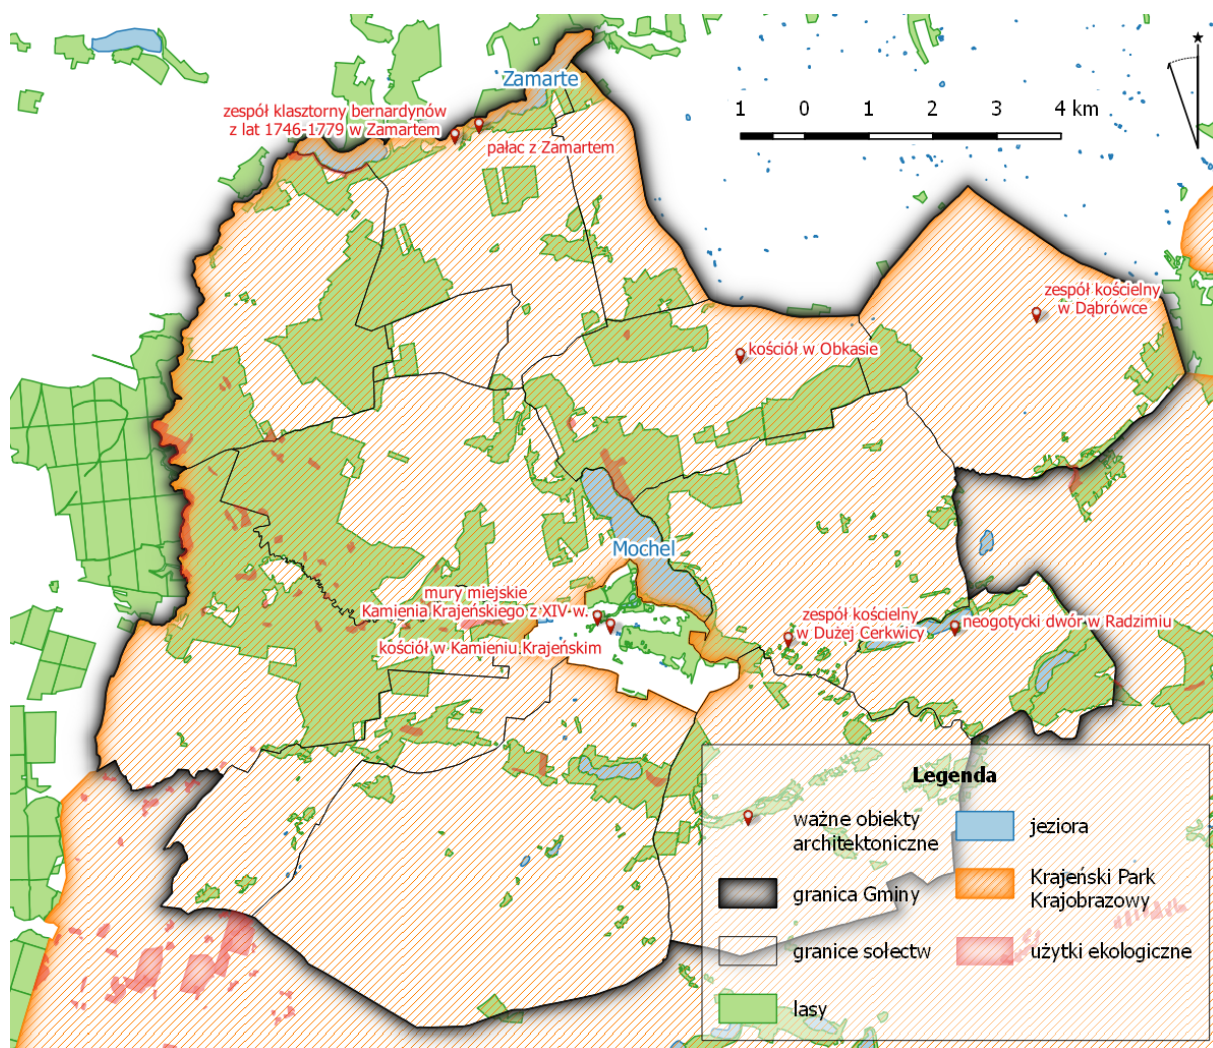 Zamarte
zespół klasztorny bernardynów
z lat 1746-1779 w Zamartem
pałac z Zamartem
1 0 1 2 3 4 km
zespół kościelny
w Dąbrówce
kościół w Obkasie
Mochel
mury miejskie
Kamienia Krajeńskiego z XIV w.
kościół w Kamieniu Krajeńskim
zespół kościelny
w Dużej Cerkwicy
neogotycki dwór w Radzimiu
Legenda
ważne obiekty
architektoniczne
granica Gminy
granice sołectw
lasy
jeziora
Krajeński Park
Krajobrazowy
użytki ekologiczne